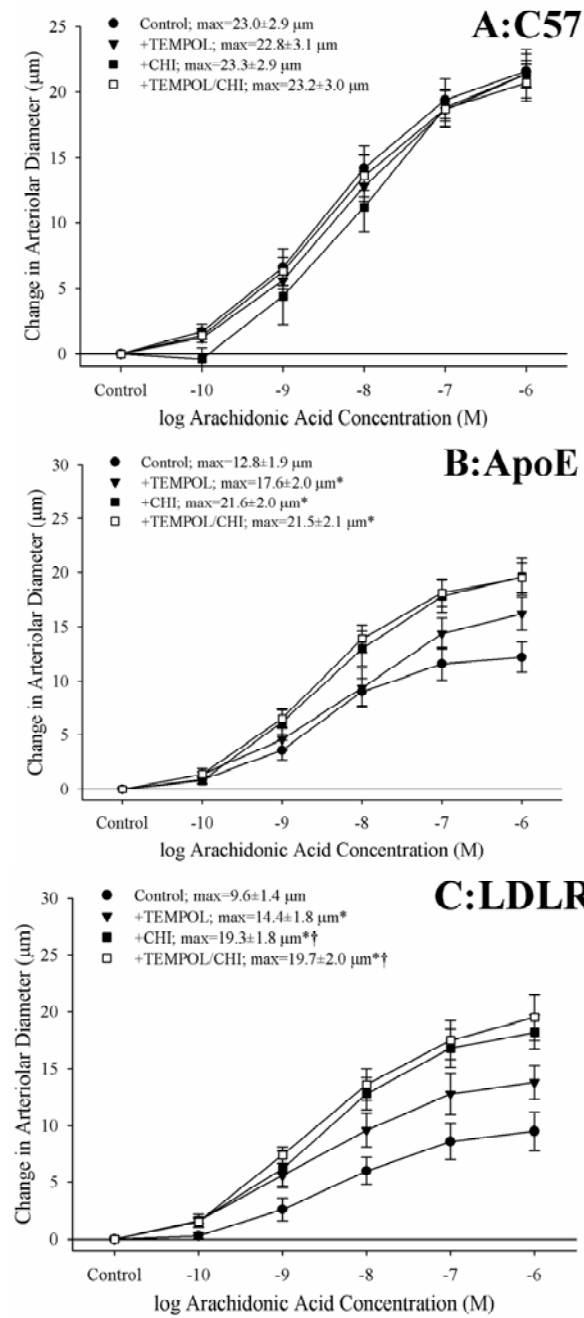 A:C57
Control; max=23.0±2.9 μm
+TEMPOL; max=22.8±3.1 μm
+CHI; max=23.3±2.9 μm
+TEMPOL/CHI; max=23.2±3.0 μm
Change in Arteriolar Diameter (μm)
25
20
15
10
5
0
Control
-10
-9
-8
-7
-6
log Arachidonic Acid Concentration (M)
B:ApoE
Control; max=12.8±1.9 μm
+TEMPOL; max=17.6±2.0 μm*
+CHI; max=21.6±2.0 μm*
+TEMPOL/CHI; max=21.5±2.1 μm*
Change in Arteriolar Diameter (μm)
30
25
20
15
10
5
0
Control
-10
-9
-8
-7
-6
log Arachidonic Acid Concentration (M)
C:LDLR
Control; max=9.6±1.4 μm
+TEMPOL; max=14.4±1.8 μm*
+CHI; max=19.3±1.8 μm*†
+TEMPOL/CHI; max=19.7±2.0 μm*†
Change in Arteriolar Diameter (μm)
30
25
20
15
10
5
0
Control
-10
-9
-8
-7
-6
log Arachidonic Acid Concentration (M)